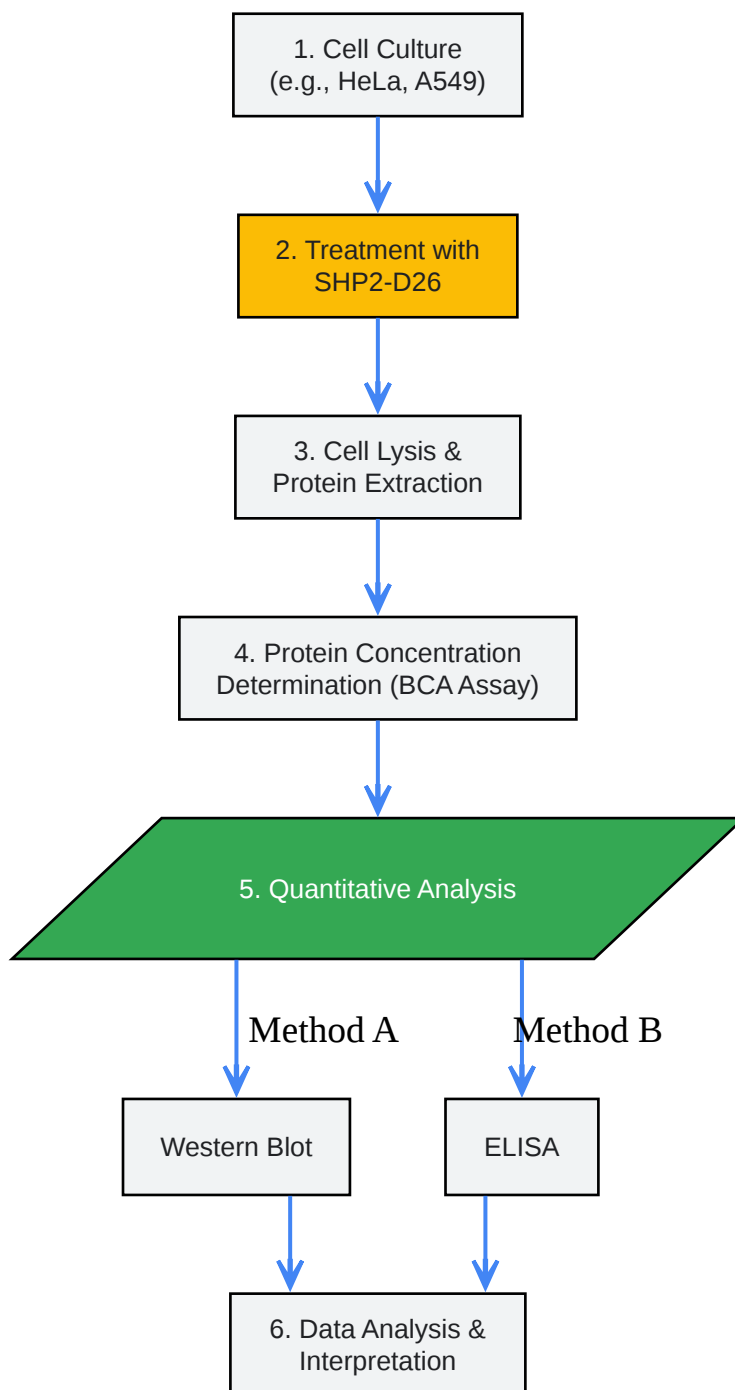 1. Cell Culture
(e.g., HeLa, A549)
2. Treatment with
SHP2-D26
3. Cell Lysis &
Protein Extraction
4. Protein Concentration
Determination (BCA Assay)
5. Quantitative Analysis
Method A
Method B
Western Blot
ELISA
6. Data Analysis &
Interpretation